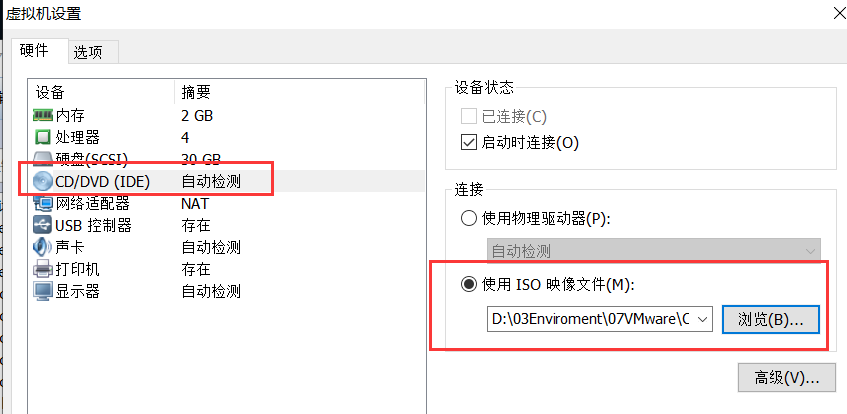 虚拟机设置
硬件 选项
设备 摘要
内存 2 GB
处理器 4
硬盘(SCSI) 30 GB
CD/DVD (IDE) 自动检测
网络适配器 NAT
USB 控制器 存在
声卡 自动检测
打印机 存在
显示器 自动检测
设备状态
已连接(C)
启动时连接(O)
连接
使用物理驱动器(P):
自动检测
使用 ISO 映像文件(M):
D:\03Enviroment\07VMware\C
浏览(B)...
高级(V)...